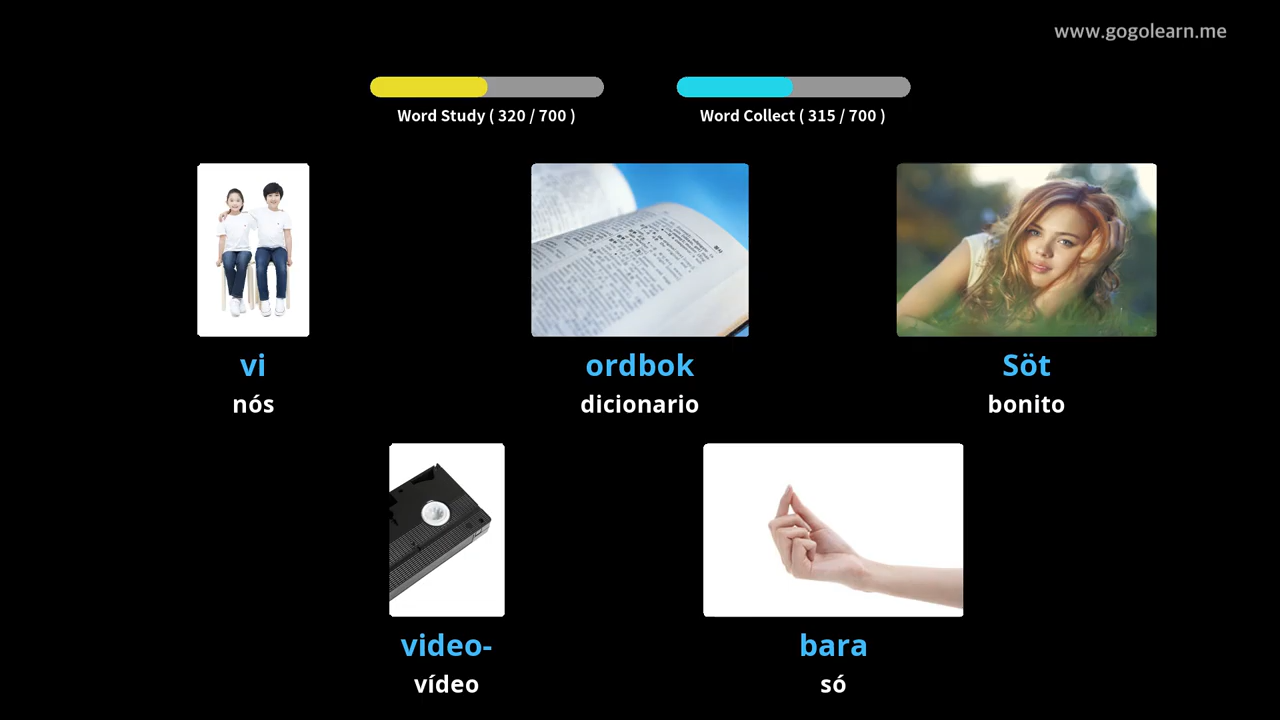 www.gogolearn.me
Word Study ( 320 / 700 )
Word Collect ( 315 / 700 )
vi
nós
ordbok
dicionario
Söt
bonito
video-
vídeo
bara
só